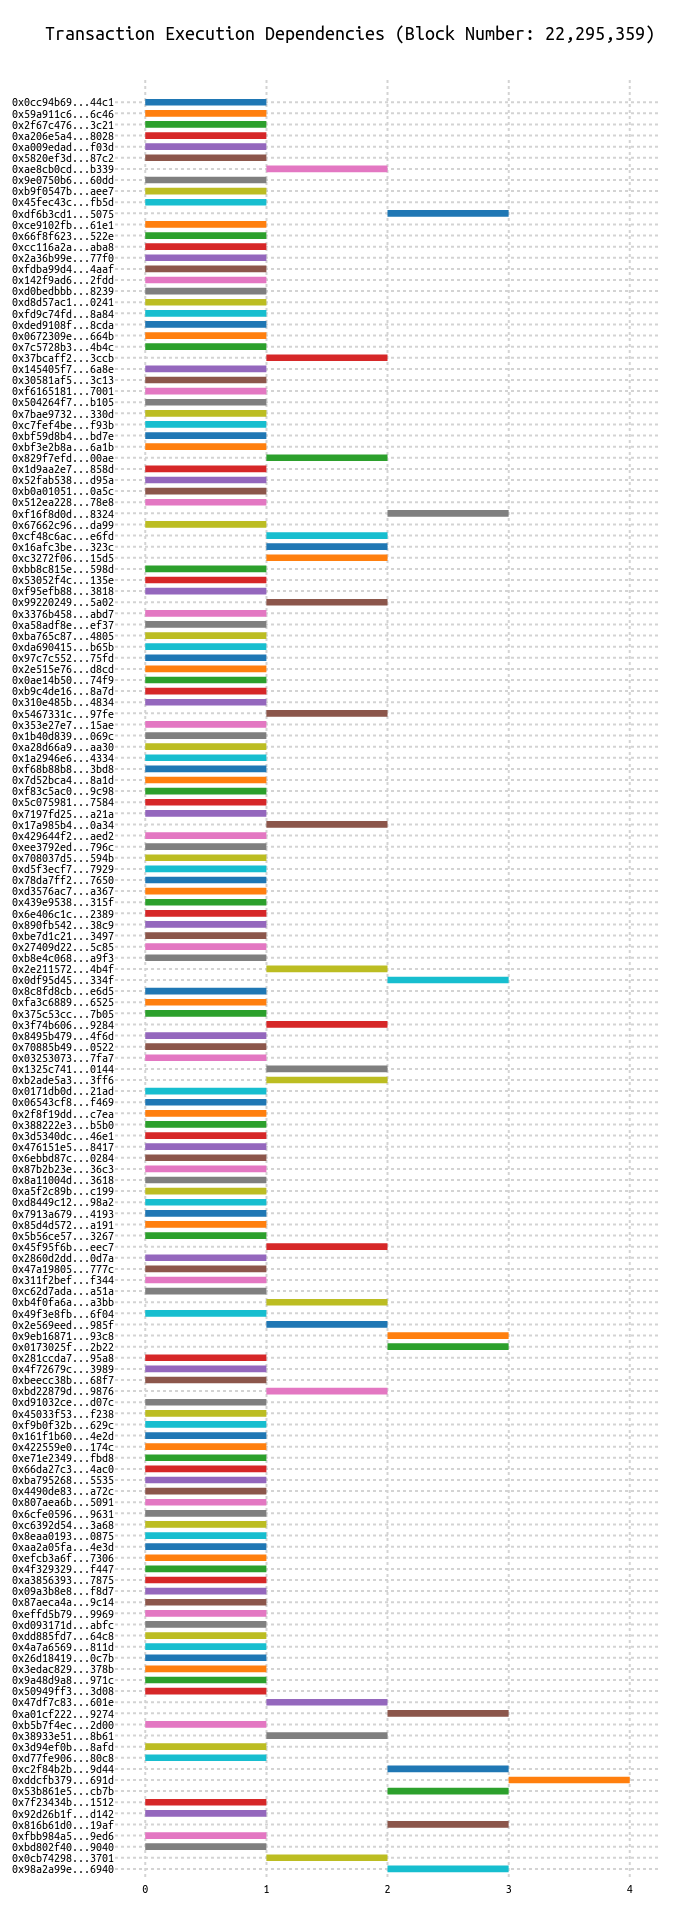 Transaction Execution Dependencies (Block Number: 22,295,359)
0x0cc94b69...44c1
0x59a911c6...6c46
0x2f67c476...3c21
0xa206e5a4...8028
0xa009edad...f03d
0x5820ef3d...87c2
0xae8cb0cd...b339
0x9e0750b6...60dd
0xb9f0547b...aee7
0x45fec43c...fb5d
0xdf6b3cd1...5075
0xce9102fb...61e1
0x66f8f623...522e
0xcc116a2a...aba8
0x2a36b99e...77f0
0xfdba99d4...4aaf
0x142f9ad6...2fdd
0xd0bedbbb...8239
0xd8d57ac1...0241
0xfd9c74fd...8a84
0xded9108f...8cda
0x0672309e...664b
0x7c5728b3...4b4c
0x37bcaff2...3ccb
0x145405f7...6a8e
0x30581af5...3c13
0xf6165181...7001
0x504264f7...b105
0x7bae9732...330d
0xc7fef4be...f93b
0xbf59d8b4...bd7e
0xbf3e2b8a...6a1b
0x829f7efd...00ae
0x1d9aa2e7...858d
0x52fab538...d95a
0xb0a01051...0a5c
0x512ea228...78e8
0xf16f8d0d...8324
0x67662c96...da99
0xcf48c6ac...e6fd
0x16afc3be...323c
0xc3272f06...15d5
0xbb8c815e...598d
0x53052f4c...135e
0xf95efb88...3818
0x99220249...5a02
0x3376b458...abd7
0xa58adf8e...ef37
0xba765c87...4805
0xda690415...b65b
0x97c7c552...75fd
0x2e515e76...d8cd
0x0ae14b50...74f9
0xb9c4de16...8a7d
0x310e485b...4834
0x5467331c...97fe
0x353e27e7...15ae
0x1b40d839...069c
0xa28d66a9...aa30
0x1a2946e6...4334
0xf68b88b8...3bd8
0x7d52bca4...8a1d
0xf83c5ac0...9c98
0x5c075981...7584
0x7197fd25...a21a
0x17a985b4...0a34
0x429644f2...aed2
0xee3792ed...796c
0x708037d5...594b
0xd5f3ecf7...7929
0x78da7ff2...7650
0xd3576ac7...a367
0x439e9538...315f
0x6e406c1c...2389
0x890fb542...38c9
0xbe7d1c21...3497
0x27409d22...5c85
0xb8e4c068...a9f3
0x2e211572...4b4f
0x0df95d45...334f
0x8c8fd8cb...e6d5
0xfa3c6889...6525
0x375c53cc...7b05
0x3f74b606...9284
0x8495b479...4f6d
0x70885b49...0522
0x03253073...7fa7
0x1325c741...0144
0xb2ade5a3...3ff6
0x0171db0d...21ad
0x06543cf8...f469
0x2f8f19dd...c7ea
0x388222e3...b5b0
0x3d5340dc...46e1
0x476151e5...8417
0x6ebbd87c...0284
0x87b2b23e...36c3
0x8a11004d...3618
0xa5f2c89b...c199
0xd8449c12...98a2
0x7913a679...4193
0x85d4d572...a191
0x5b56ce57...3267
0x45f95f6b...eec7
0x2860d2dd...0d7a
0x47a19805...777c
0x311f2bef...f344
0xc62d7ada...a51a
0xb4f0fa6a...a3bb
0x49f3e8fb...6f04
0x2e569eed...985f
0x9eb16871...93c8
0x0173025f...2b22
0x281ccda7...95a8
0x4f72679c...3989
0xbeecc38b...68f7
0xbd22879d...9876
0xd91032ce...d07c
0x45033f53...f238
0xf9b0f32b...629c
0x161f1b60...4e2d
0x422559e0...174c
0xe71e2349...fbd8
0x66da27c3...4ac0
0xba795268...5535
0x4490de83...a72c
0x807aea6b...5091
0x6cfe0596...9631
0xc6392d54...3a68
0x8eaa0193...0875
0xaa2a05fa...4e3d
0xefcb3a6f...7306
0x4f329329...f447
0xa3856393...7875
0x09a3b8e8...f8d7
0x87aeca4a...9c14
0xeffd5b79...9969
0xd093171d...abfc
0xdd885fd7...64c8
0x4a7a6569...811d
0x26d18419...0c7b
0x3edac829...378b
0x9a48d9a8...971c
0x50949ff3...3d08
0x47df7c83...601e
0xa01cf222...9274
0xb5b7f4ec...2d00
0x38933e51...8b61
0x3d94ef0b...8afd
0xd77fe906...80c8
0xc2f84b2b...9d44
0xddcfb379...691d
0x53b861e5...cb7b
0x7f23434b...1512
0x92d26b1f...d142
0x816b61d0...19af
0xfbb984a5...9ed6
0xbd802f40...9040
0x0cb74298...3701
0x98a2a99e...6940
0 1 2 3 4